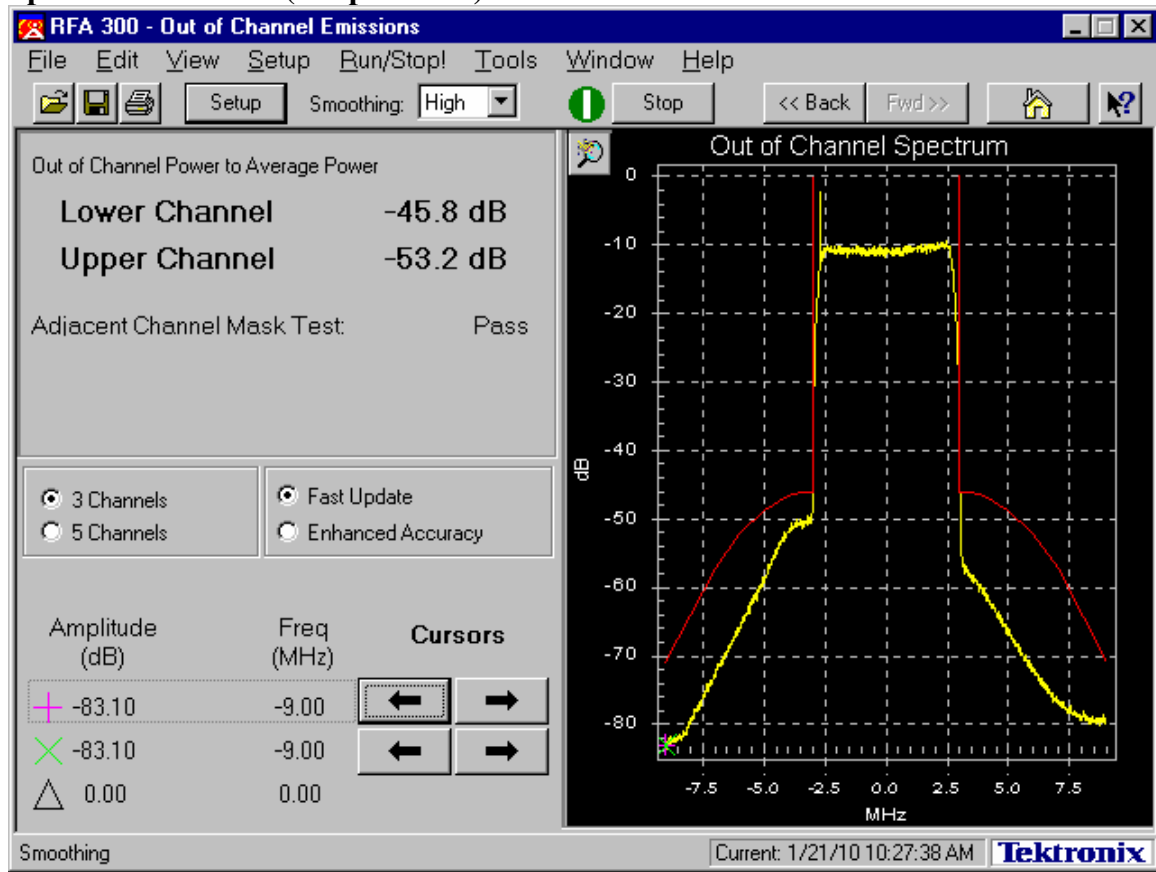 RFA 300 - Out of Channel Emissions
File Edit View Setup Run/Stop! Tools Window Help
Setup Smoothing: High Stop << Back Fwd >>
Out of Channel Power to Average Power
Lower Channel -45.8 dB
Upper Channel -53.2 dB
Adjacent Channel Mask Test: Pass
3 Channels
5 Channels
Fast Update
Enhanced Accuracy
Amplitude (dB) Freq (MHz) Cursors
-83.10 -9.00
-83.10 -9.00
0.00 0.00
Out of Channel Spectrum
0
-10
-20
-30
-40
dB
-50
-60
-70
-80
-7.5 -5.0 -2.5 0.0 2.5 5.0 7.5
MHz
Smoothing Current: 1/21/10 10:27:38 AM Tektronix